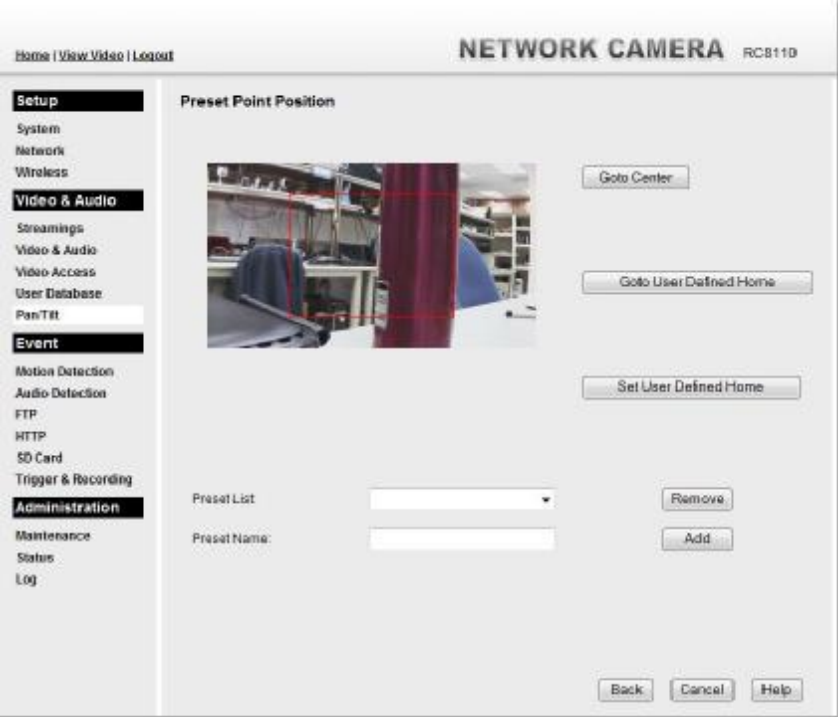 Home | View Video | Logout
NETWORK CAMERA RC8110
Setup
System
Network
Wireless
Video & Audio
Streamings
Video & Audio
Video Access
User Database
Pan/Tilt
Event
Motion Detection
Audio Detection
FTP
HTTP
SD Card
Trigger & Recording
Administration
Maintenance
Status
Log
Preset Point Position
Goto Center
Goto User Defined Home
Set User Defined Home
Preset List
Remove
Preset Name:
Add
Back Cancel Help